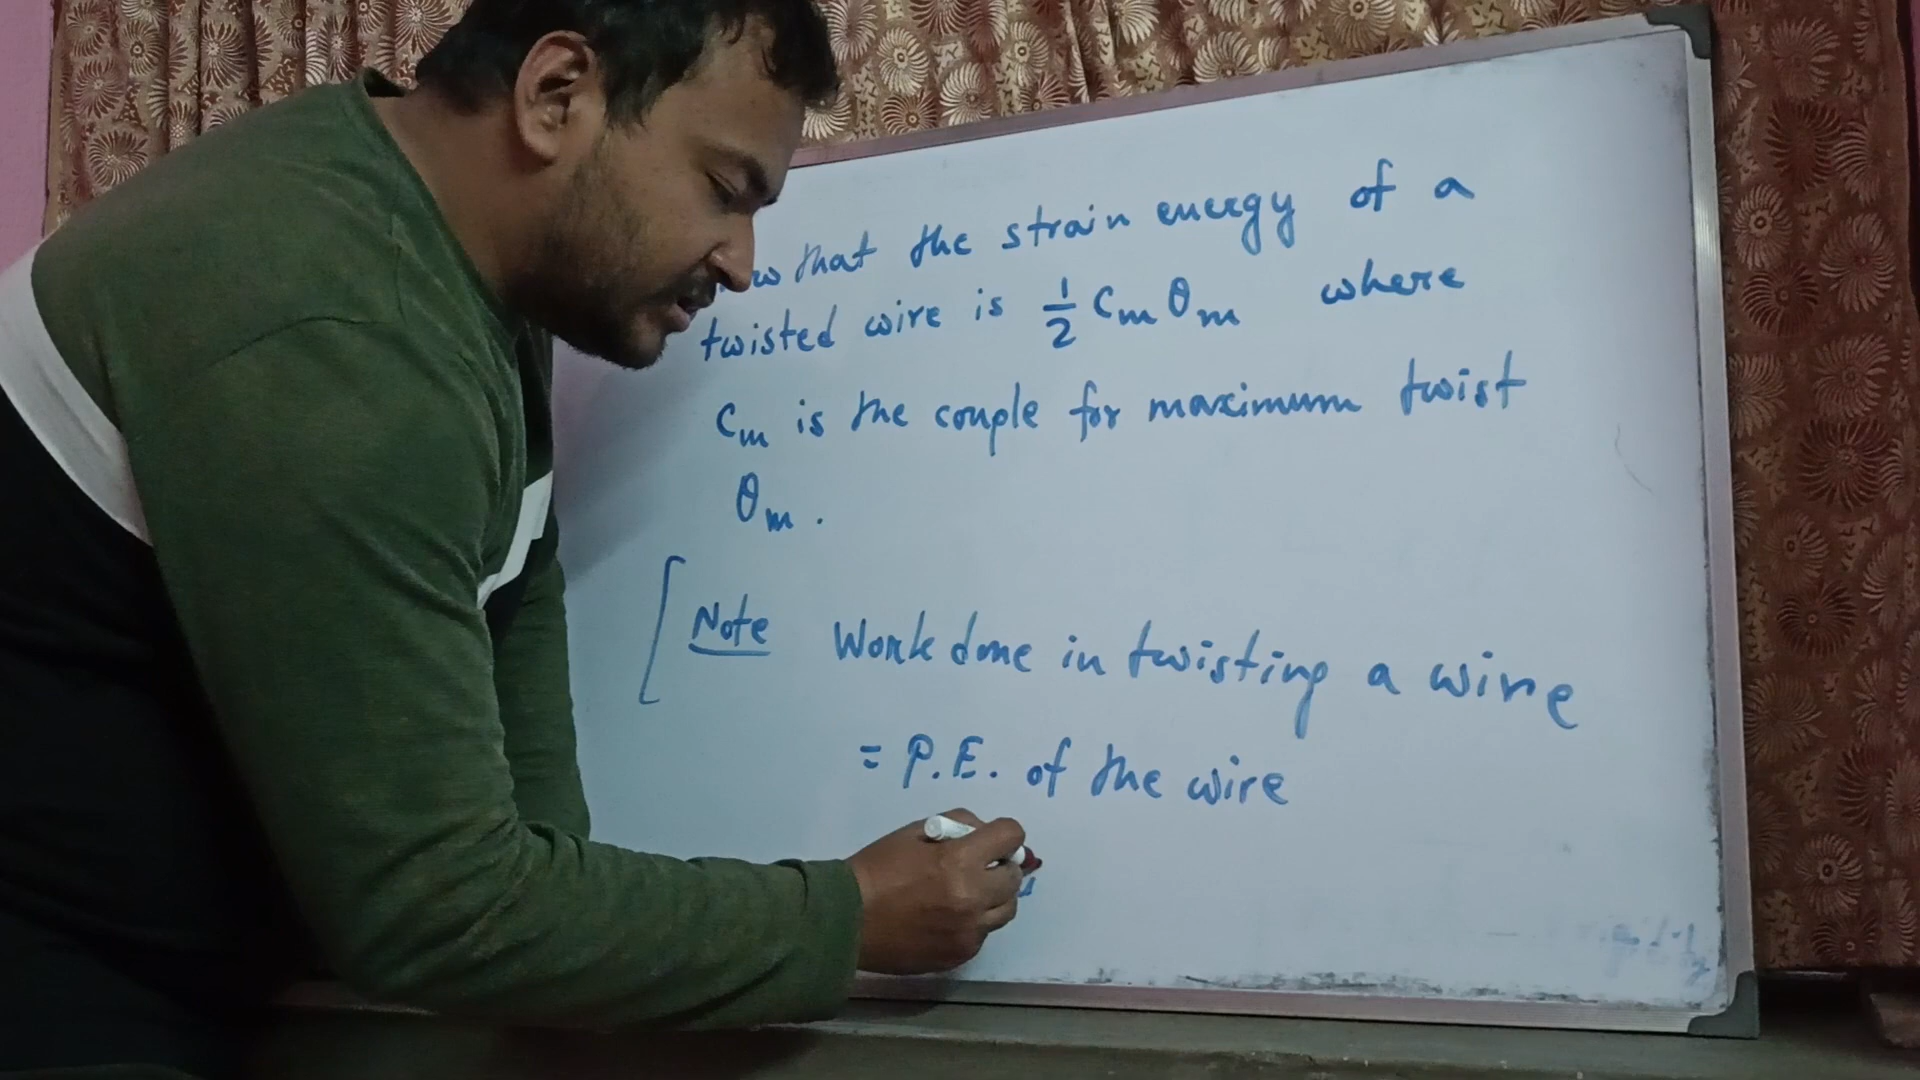 that the strain energy of a
twisted wire is 1/2 Cm θm where
Cm is the couple for maximum twist
θm.
[Note Work done in twisting a wire
= P.E. of the wire